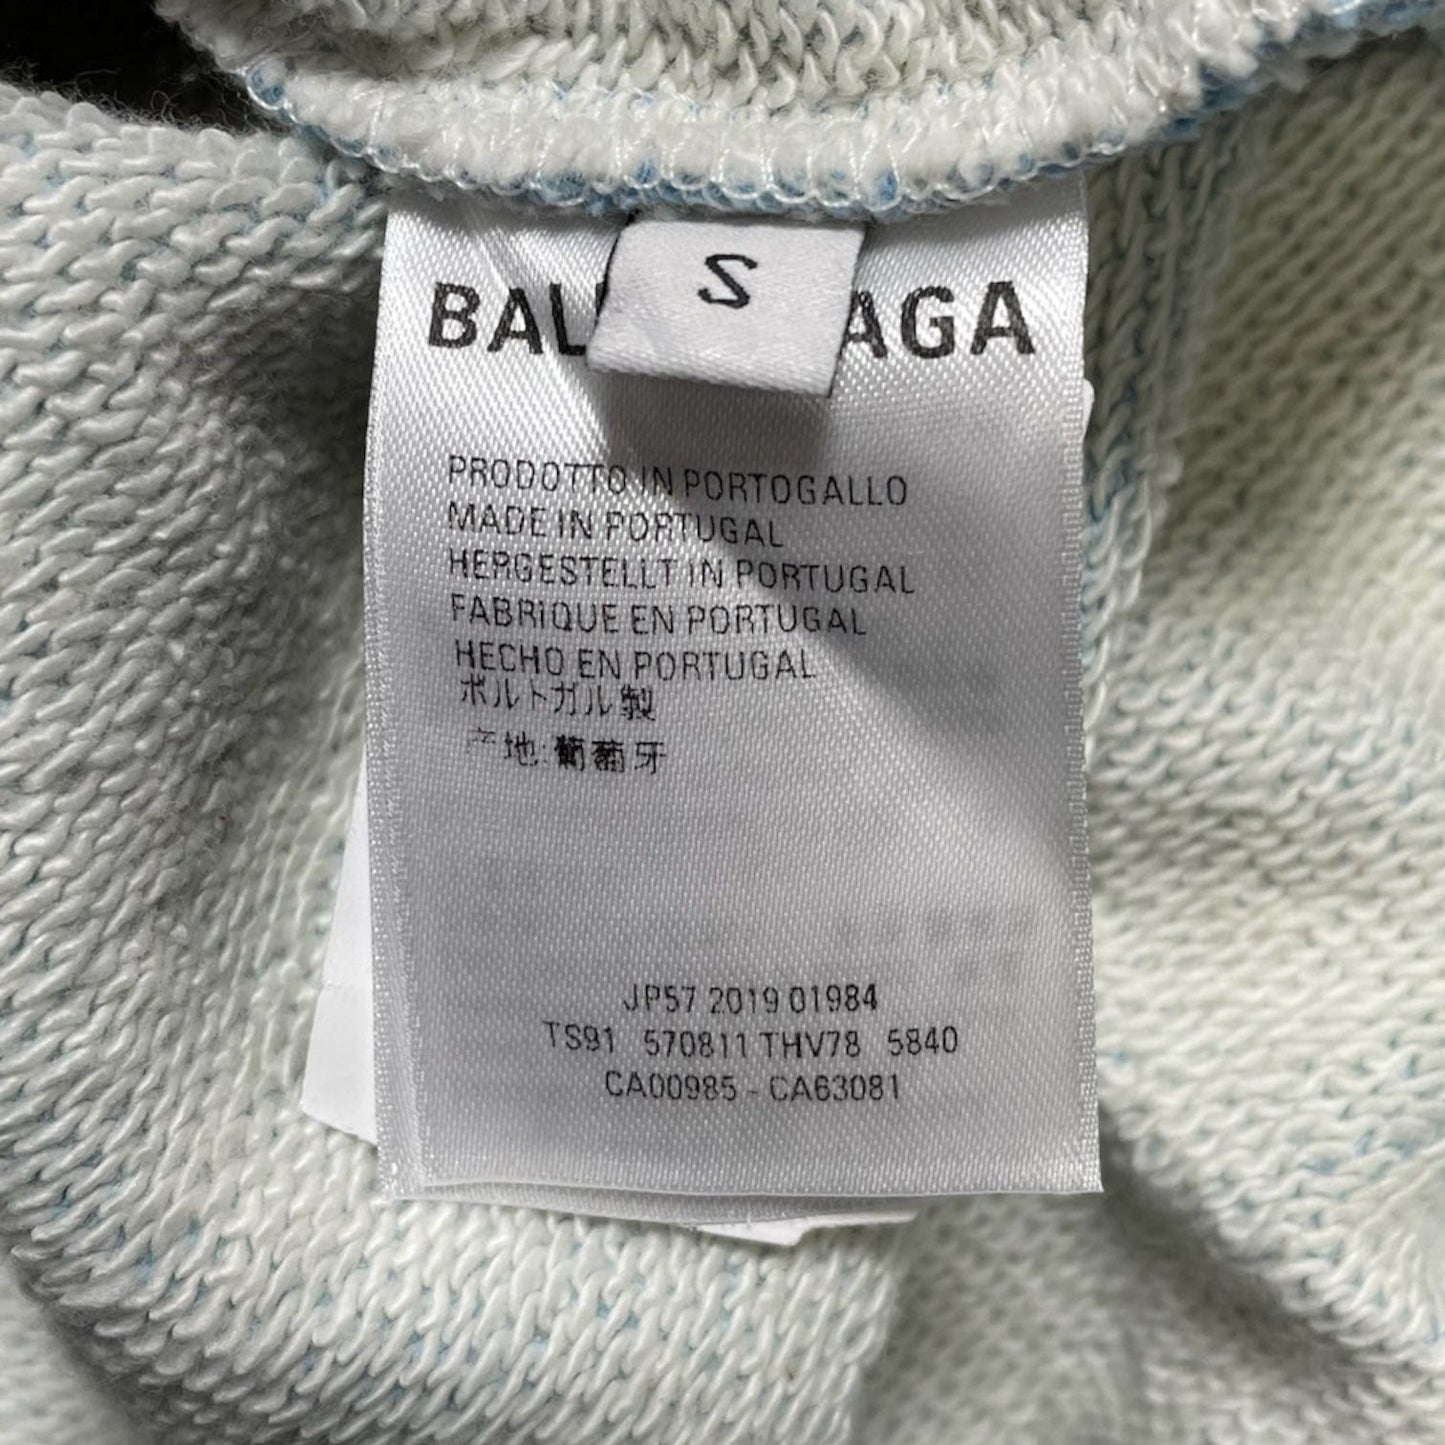 S
BAL AGA
PRODOTTO IN PORTOGALLO
MADE IN PORTUGAL
HERGESTELLT IN PORTUGAL
FABRIQUE EN PORTUGAL
HECHO EN PORTUGAL
ポルトガル製
产地:葡萄牙
JP57 2019 01984
TS91 570811 THV78 5840
CA00985 - CA63081